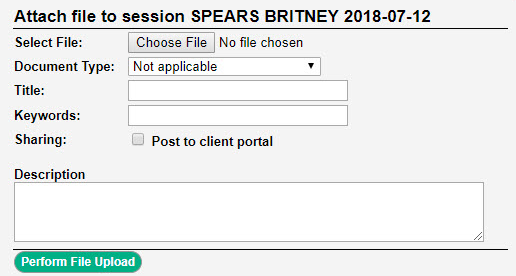 Attach file to session SPEARS BRITNEY 2018-07-12
Select File: Choose File No file chosen
Document Type: Not applicable
Title:
Keywords:
Sharing: Post to client portal
Description
Perform File Upload